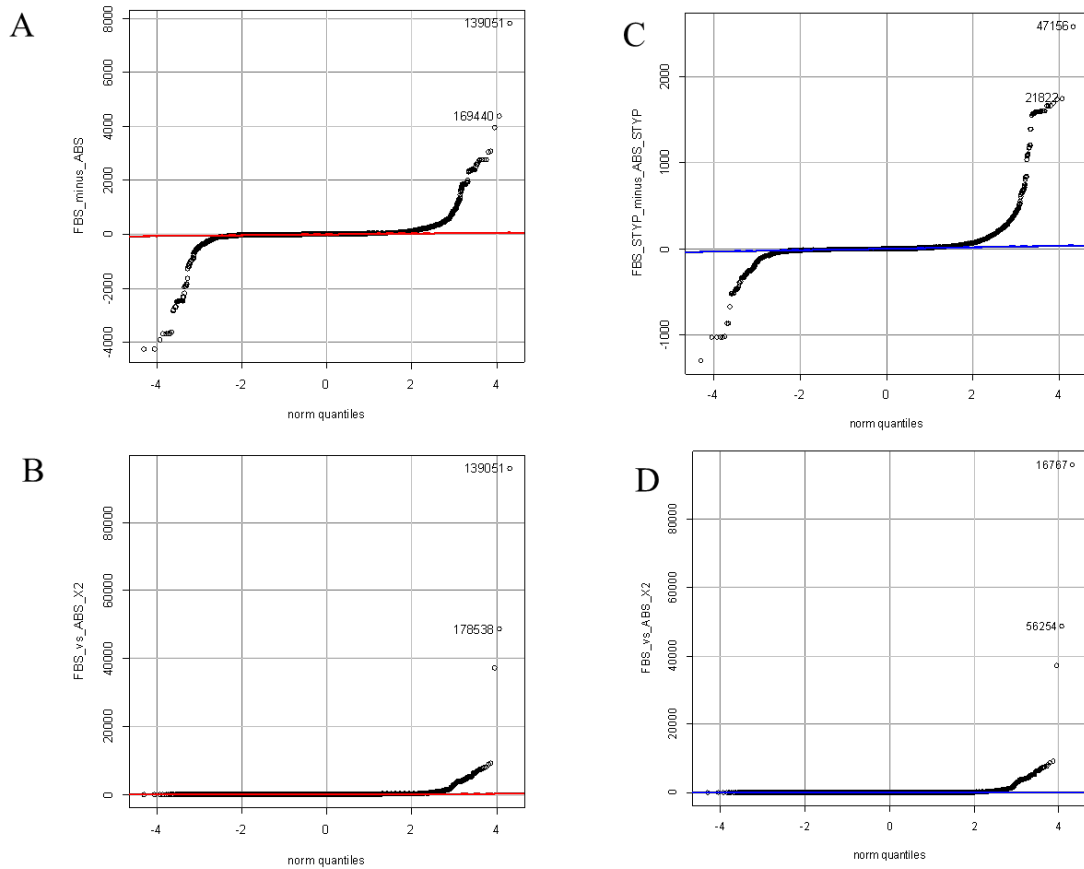 A
8000
6000
4000
2000
0
-2000
-4000
FBS_minus_ABS
139051
169440
-4 -2 0 2 4
norm quantiles
C
2000
1000
0
-1000
FBS_STYP_minus_ABS_STYP
47156
21822
-4 -2 0 2 4
norm quantiles
B
80000
60000
40000
20000
0
FBS_vs_ABS_X2
139051
178538
-4 -2 0 2 4
norm quantiles
D
80000
60000
40000
20000
0
FBS_vs_ABS_X2
16767
56254
-4 -2 0 2 4
norm quantiles